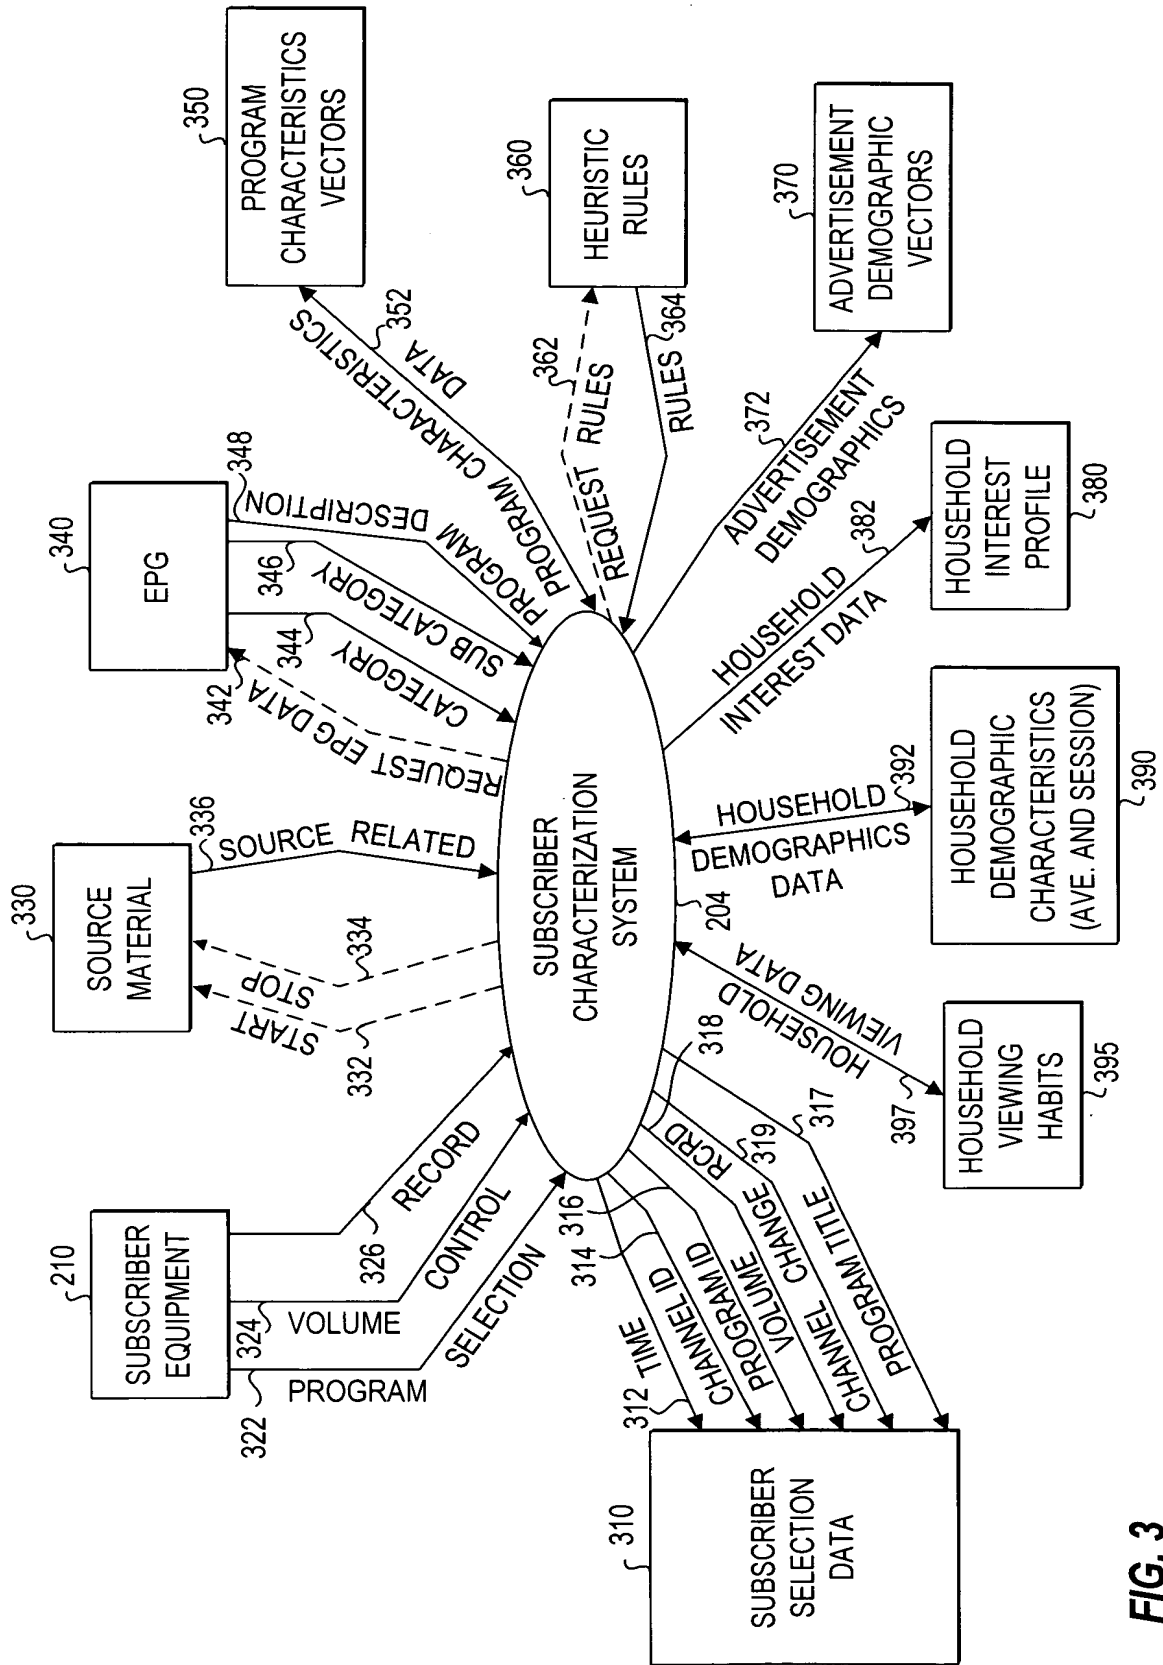 210
SUBSCRIBER
EQUIPMENT
322
PROGRAM
SELECTION
324
VOLUME
CONTROL
326
RECORD
330
SOURCE
MATERIAL
START
332
STOP
334
336
SOURCE RELATED
340
EPG
342
REQUEST EPG DATA
344
CATEGORY
346
SUB CATEGORY
348
PROGRAM DESCRIPTION
350
PROGRAM
CHARACTERISTICS
VECTORS
PROGRAM CHARACTERISTICS
DATA
352
360
HEURISTIC
RULES
362
REQUEST RULES
RULES
364
370
ADVERTISEMENT
DEMOGRAPHIC
VECTORS
372
ADVERTISEMENT
DEMOGRAPHICS
SUBSCRIBER
CHARACTERIZATION
SYSTEM
204
310
SUBSCRIBER
SELECTION
DATA
312
TIME
314
CHANNEL ID
316
PROGRAM ID
318
RCRD
VOLUME CHANGE
319
CHANNEL CHANGE
317
PROGRAM TITLE
HOUSEHOLD
VIEWING DATA
397
HOUSEHOLD
VIEWING
HABITS
395
HOUSEHOLD
DEMOGRAPHICS
DATA
392
HOUSEHOLD
DEMOGRAPHIC
CHARACTERISTICS
(AVE. AND SESSION)
390
HOUSEHOLD
INTEREST DATA
382
HOUSEHOLD
INTEREST
PROFILE
380
FIG. 3